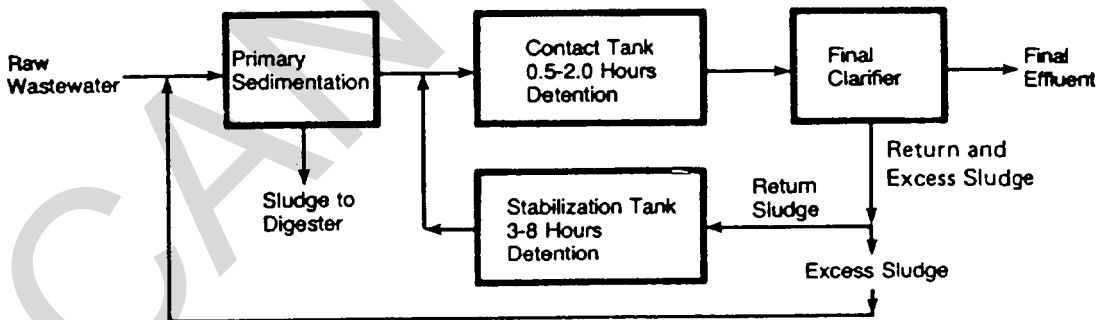 Raw
Wastewater
Primary
Sedimentation
Contact Tank
0.5-2.0 Hours
Detention
Final
Clarifier
Final
Effluent
Return and
Excess Sludge
Sludge to
Digester
Stabilization Tank
3-8 Hours
Detention
Return
Sludge
Excess Sludge